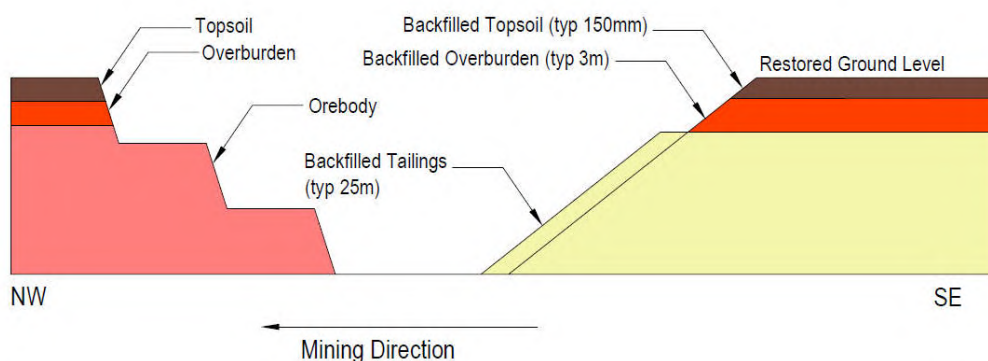 Topsoil
Overburden
Orebody
Backfilled Topsoil (typ 150mm)
Backfilled Overburden (typ 3m)
Restored Ground Level
Backfilled Tailings
(typ 25m)
NW
SE
Mining Direction